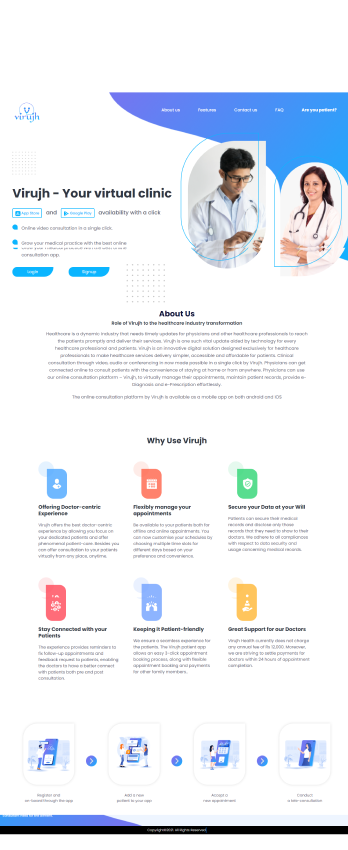 virujh
About us Features Contact us FAQ Are you patient?
Virujh - Your virtual clinic
App Store and Google Play availability with a click
Online video consultation in a single click.
Grow your medical practice with the best online
consultation app
Login Signup
About Us
Role of Virujh to the healthcare industry transformation
Healthcare is a dynamic industry that needs timely updates for physicians and other healthcare professionals to reach
the patients promptly and deliver their services. Virujh is one such virtual update aided by technology for every
healthcare professional and patients. Virujh is an innovative digital solution designed exclusively for healthcare
professionals to make healthcare services delivery simpler, accessible and affordable for patients. Clinical
consultation through video, audio or conferencing in now made possible in a single click by Virujh. Physicians can get
connected online to consult patients with the convenience of staying at home or from anywhere. Physicians can use
our online consultation platform - Virujh, to virtually manage their appointments, maintain patient records, provide e-
Diagnosis and e-Prescription effortlessly.
The online consultation platform by Virujh is available as a mobile app on both android and iOS
Why Use Virujh
Offering Doctor-centric
Experience
Virujh offers the best doctor-centric
experience by allowing you focus on
your dedicated patients and offer
phenomenal patient-care. Besides you
can offer consultation to your patients
virtually from any place, anytime.
Flexibly manage your
appointments
Be available to your patients both for
offline and online appointments. You
can now customize your schedules by
choosing multiple time slots for
different days based on your
preference and convenience.
Secure your Data at your Will
Patients can ensure their medical
records and disclose only those
records that they need to show to their
doctors. We adhere to all compliances
with respect to data security and
usage concerning medical records.
Stay Connected with your
Patients
The experience provides reminders to
its follow-up appointments and
feedback request to patients, enabling
the doctors to have a better connect
with patients both pre and post
consultation.
Keeping it Patient-friendly
We ensure a seamless experience for
the patients. The Virujh patient app
allows an easy 3-click appointment
booking process, along with flexible
appointment booking and payments
for other family members.
Great Support for our Doctors
Virujh Health currently does not charge
any annual fee of Rs 12,000. Moreover,
we are striving to settle payments for
doctors within 24 hours of appointment
completion.
Register and
on-board through the app
Add a new
patient to your app
Accept a
new appointment
Conduct
a tele-consultation
Copyright©2021. All Rights Reserved